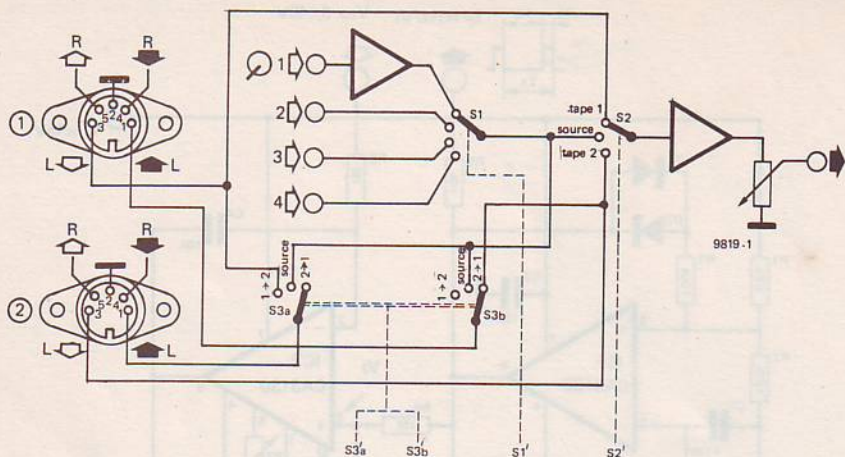 R R
1 5 2 4 3 1
L L
R R
2 5 2 4 3 1
L L
1
2
3
4
S1
tape 1
S2
source
tape 2
9819 - 1
1→2
source
2→1
S3a
1→2
source
2→1
S3b
S3'a
S3'b
S1'
S2'